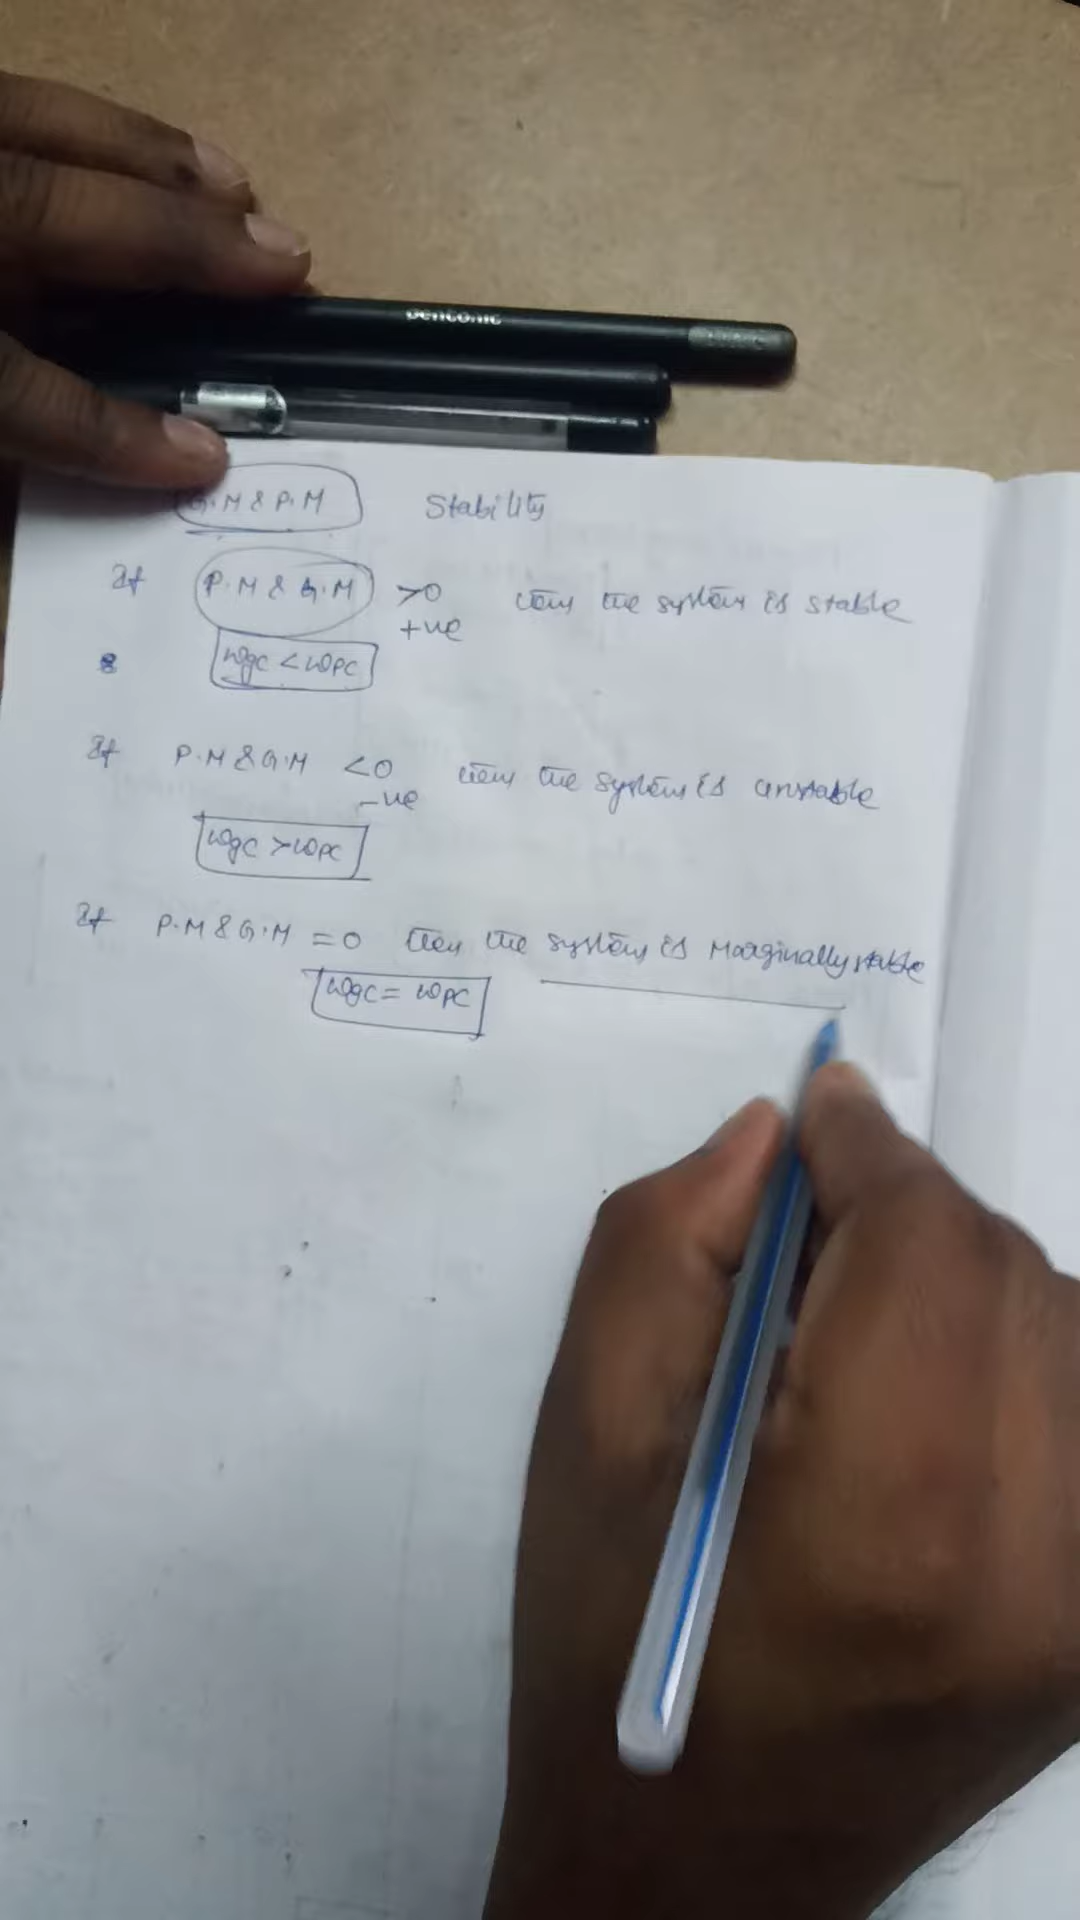 pentonic
G.M & P.M Stability
If P.M & G.M >0 then the system is stable
+ve
& ωgc < ωpc
If P.M & G.M <0 then the system is unstable
-ve
ωgc > ωpc
If P.M & G.M = 0 then the system is Marginally stable
ωgc = ωpc